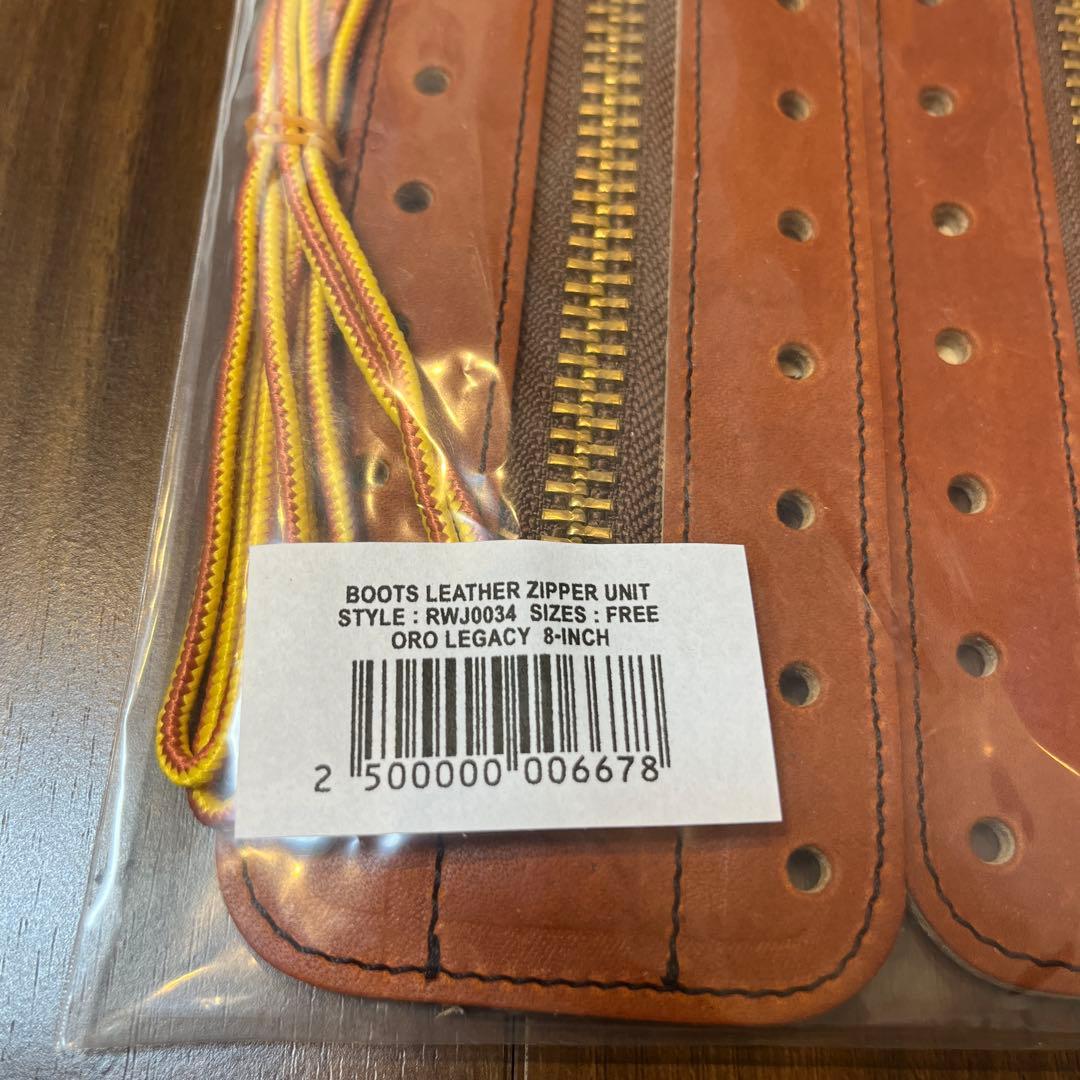 BOOTS LEATHER ZIPPER UNIT
STYLE : RWJ0034 SIZES : FREE
ORO LEGACY 8-INCH
2 500000 006678